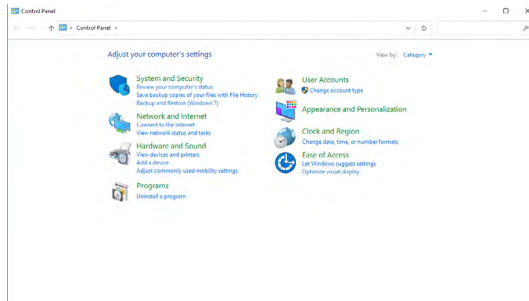 Control Panel
Control Panel
Adjust your computer's settings
View by: Category
System and Security
Review your computer's status
Save backup copies of your files with File History
Backup and Restore (Windows 7)
Network and Internet
Connect to the Internet
View network status and tasks
Hardware and Sound
View devices and printers
Add a device
Adjust commonly used mobility settings
Programs
Uninstall a program
User Accounts
Change account type
Appearance and Personalization
Clock and Region
Change date, time, or number formats
Ease of Access
Let Windows suggest settings
Optimize visual display